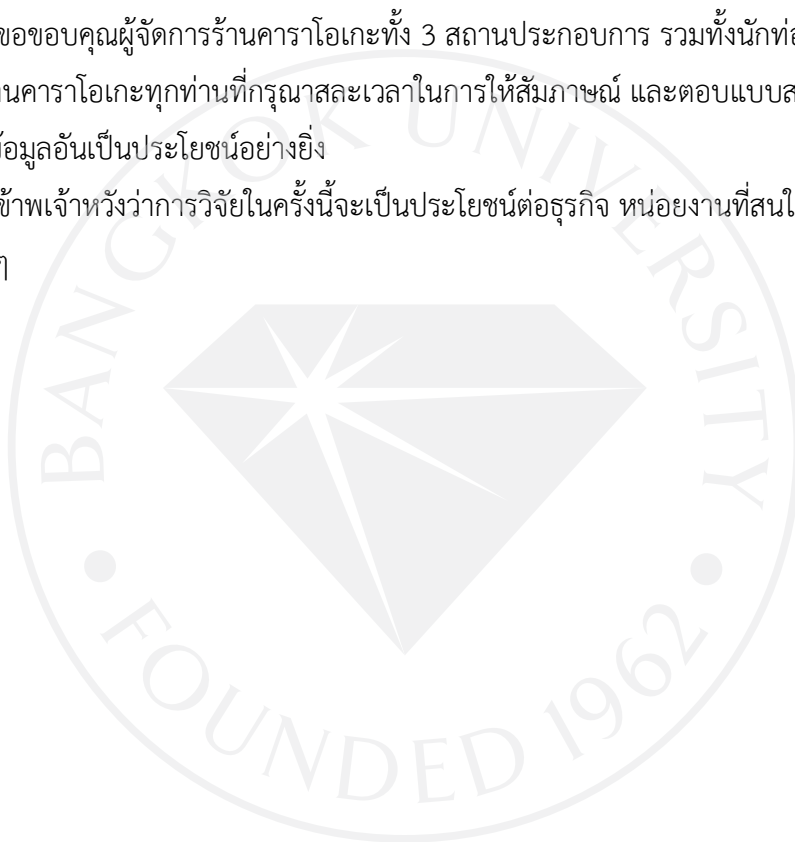 ขอขอบคุณผู้จัดการร้านคาราโอเกะทั้ง 3 สถานประกอบการ รวมทั้งนักท่
านคาราโอเกะทุกท่านที่กรุณาสละเวลาในการให้สัมภาษณ์ และตอบแบบส
ข้อมูลอันเป็นประโยชน์อย่างยิ่ง
ข้าพเจ้าหวังว่าการวิจัยในครั้งนี้จะเป็นประโยชน์ต่อธุรกิจ หน่อยงานที่สนใ
ๆ
BANGKOK UNIVERSITY
FOUNDED 1962